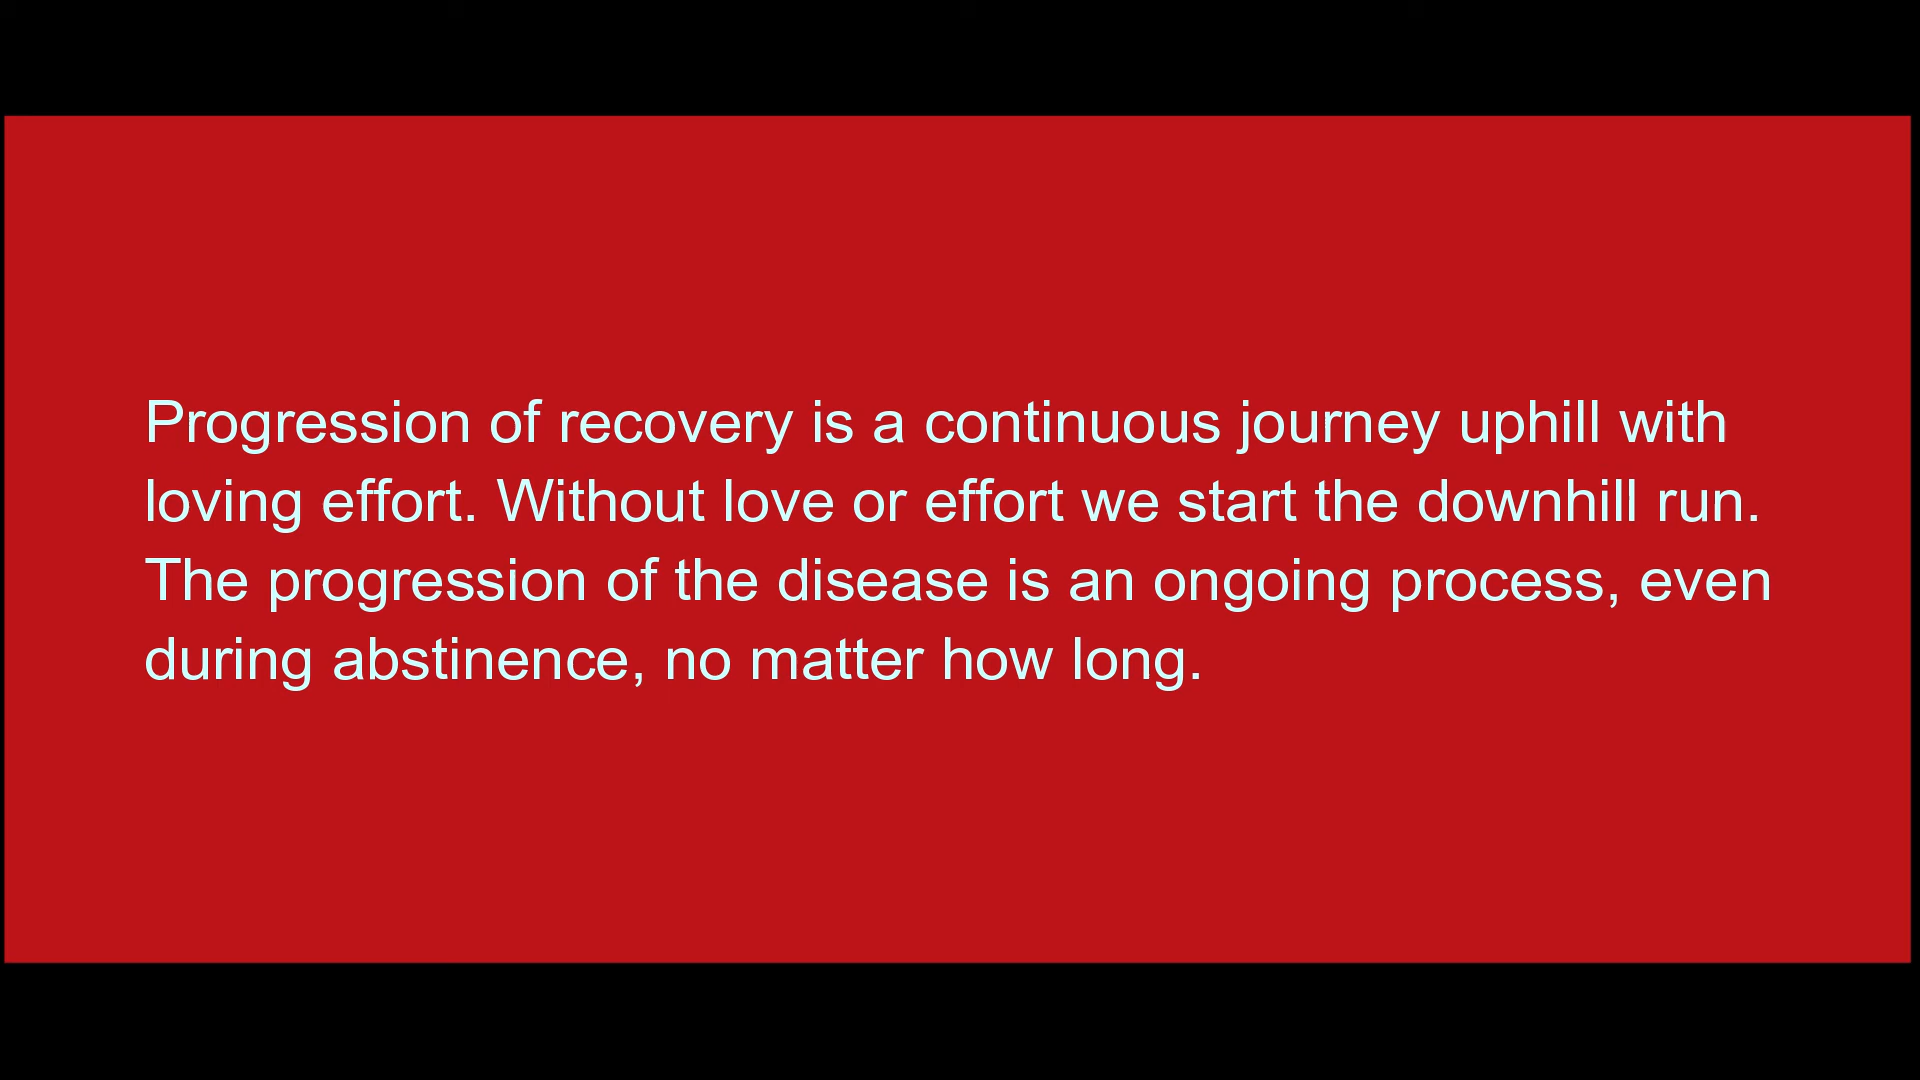 Progression of recovery is a continuous journey uphill with
loving effort. Without love or effort we start the downhill run.
The progression of the disease is an ongoing process, even
during abstinence, no matter how long.